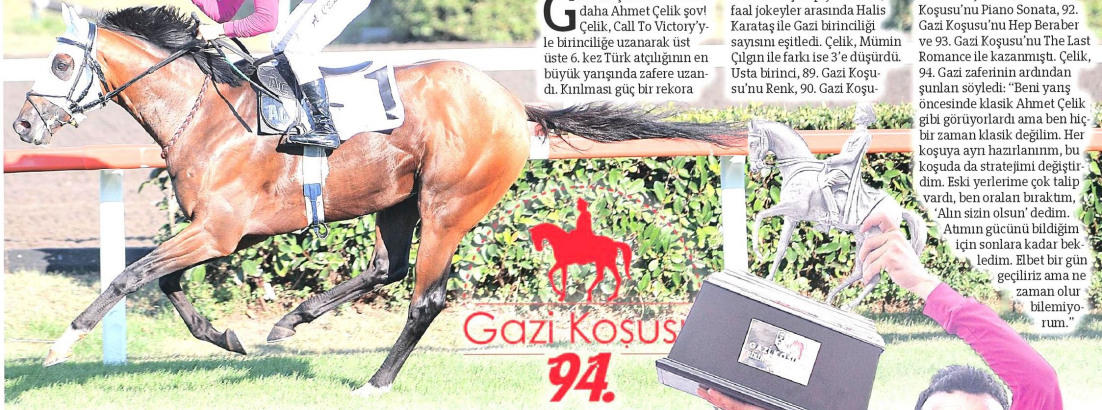 G
daha Ahmet Çelik şov!
Çelik, Call To Victory'y-
le birinciliğe uzanarak üst
üste 6. kez Türk atçılığının en
büyük yarışında zafere uzan-
dı. Kırılması güç bir rekora
faal jokeyler arasında Halis
Karataş ile Gazi birinciliği
sayısını eşitledi. Çelik, Mümin
Çılgın ile farkı ise 3'e düşürdü.
Usta birinci, 89. Gazi Koşu-
su'nu Renk, 90. Gazi Koşu-
Koşusu'nu Piano Sonata, 92.
Gazi Koşusu'nu Hep Beraber
ve 93. Gazi Koşusu'nu The Last
Romance ile kazanmıştı. Çelik,
94. Gazi zaferinin ardından
şunları söyledi: “Beni yarış
öncesinde klasik Ahmet Çelik
gibi görüyorlardı ama ben hiç-
bir zaman klasik değilim. Her
koşuya ayrı hazırlanırım, bu
koşuda da stratejimi değiştir-
dim. Eski yerlerime çok talip
vardı, ben oraları bıraktım,
‘Alın sizin olsun’ dedim.
Atımın gücünü bildiğim
için sonlara kadar bek-
ledim. Elbet bir gün
geçiliriz ama ne
zaman olur
bilemiyo-
rum.”
Gazi Koşusu
94.